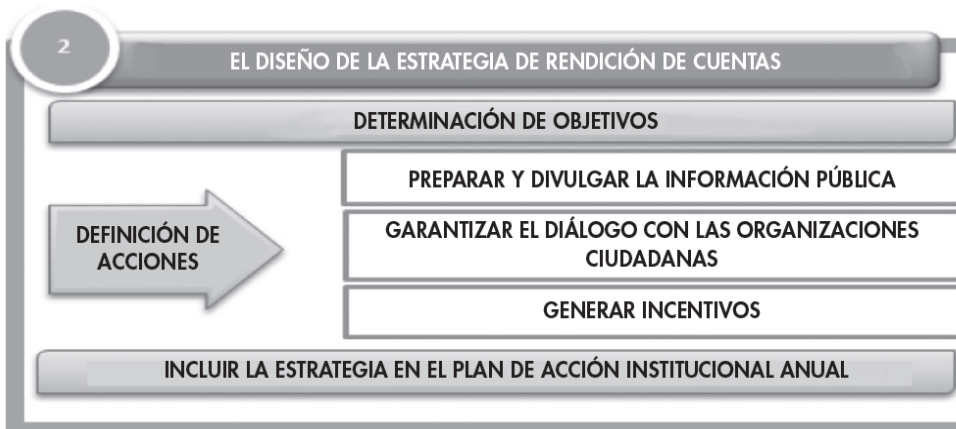 2
EL DISEÑO DE LA ESTRATEGIA DE RENDICIÓN DE CUENTAS
DETERMINACIÓN DE OBJETIVOS
DEFINICIÓN DE
ACCIONES
PREPARAR Y DIVULGAR LA INFORMACIÓN PÚBLICA
GARANTIZAR EL DIÁLOGO CON LAS ORGANIZACIONES
CIUDADANAS
GENERAR INCENTIVOS
INCLUIR LA ESTRATEGIA EN EL PLAN DE ACCIÓN INSTITUCIONAL ANUAL